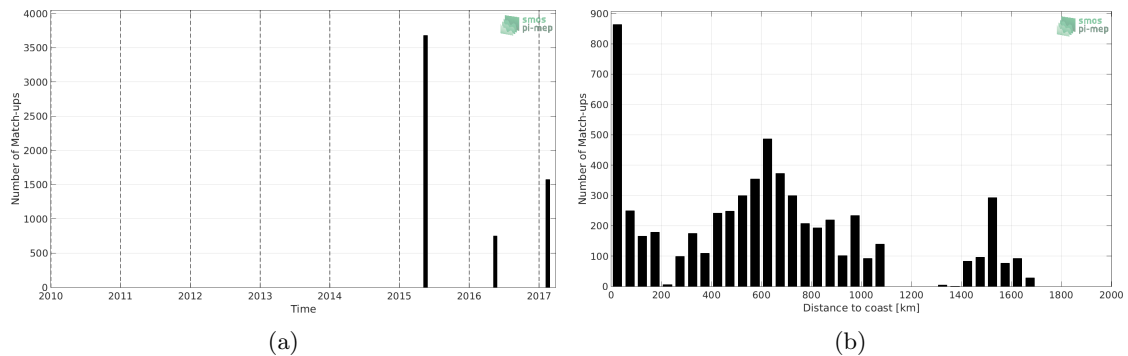 4000
3500
3000
2500
2000
1500
1000
500
0
Number of Match-ups
2010 2011 2012 2013 2014 2015 2016 2017
Time
smos
pi-mep
(a)
900
800
700
600
500
400
300
200
100
0
Number of Match-ups
0 200 400 600 800 1000 1200 1400 1600 1800 2000
Distance to coast [km]
smos
pi-mep
(b)